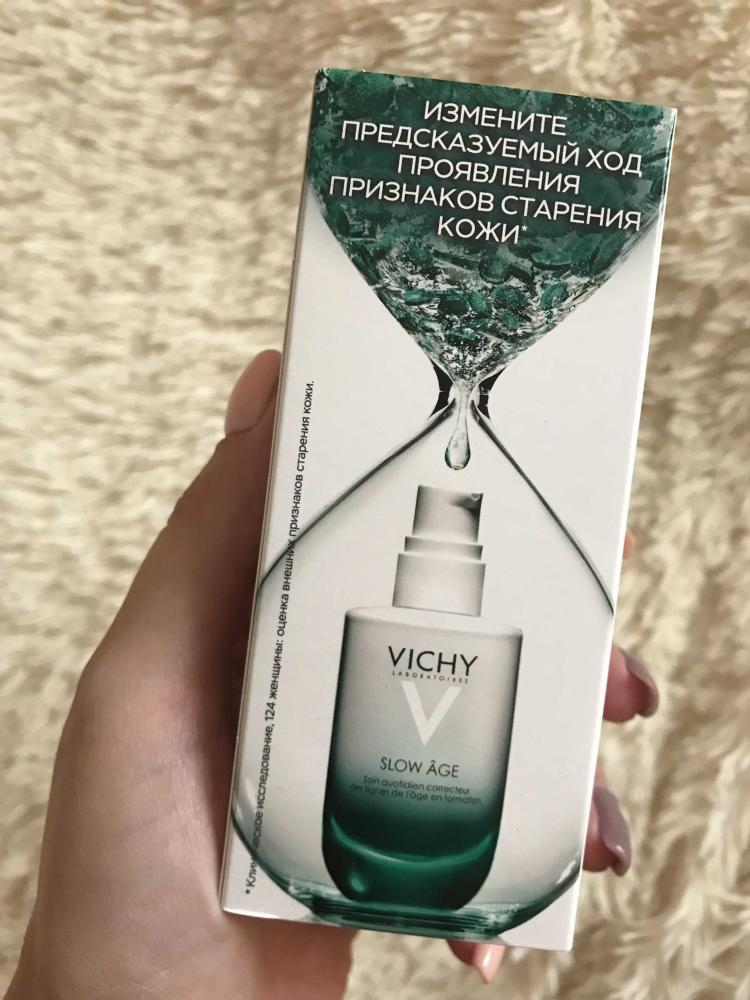 ИЗМЕНИТЕ
ПРЕДСКАЗУЕМЫЙ ХОД
ПРОЯВЛЕНИЯ
ПРИЗНАКОВ СТАРЕНИЯ
КОЖИ*
VICHY
LABORATOIRES
V
SLOW ÂGE
Soin quotidien correcteur
des signes de l'âge en formation
* Клиническое исследование, 124 женщины: оценка внешних признаков старения кожи.